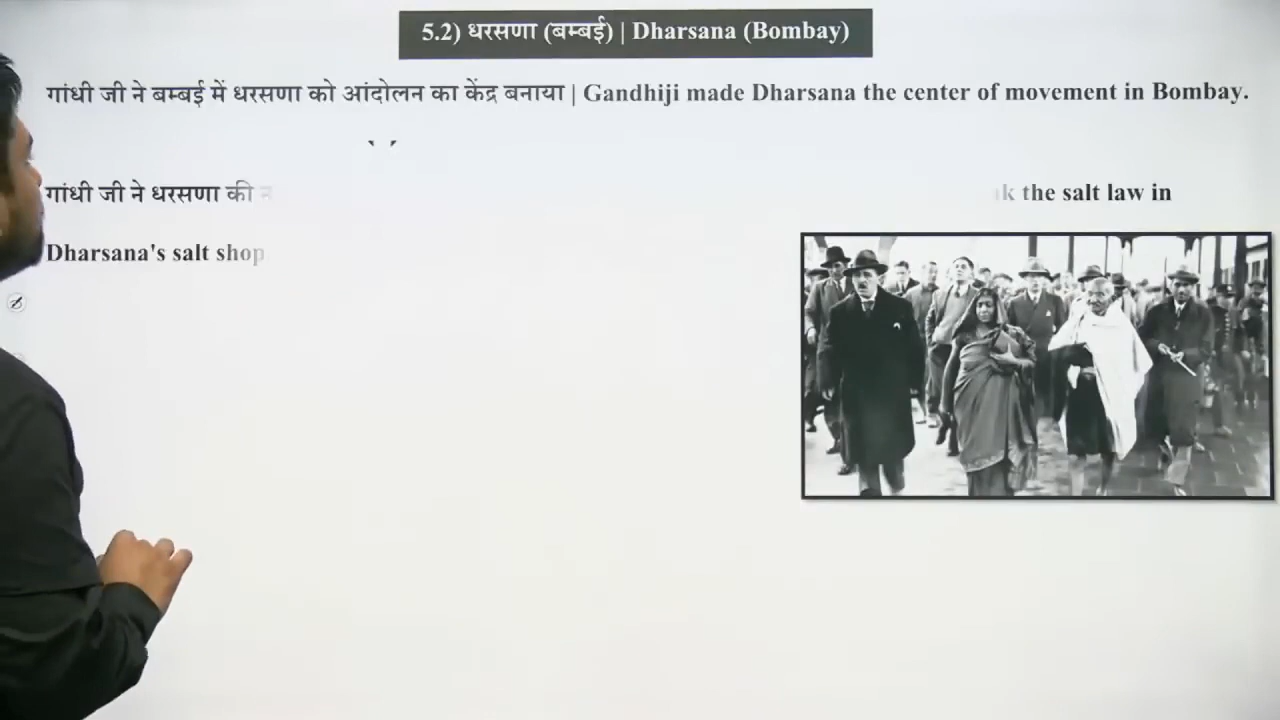 5.2) धरसणा (बम्बई) | Dharsana (Bombay)
गांधी जी ने बम्बई में धरसणा को आंदोलन का केंद्र बनाया | Gandhiji made Dharsana the center of movement in Bombay.
गांधी जी ने धरसणा की the salt law in
Dharsana's salt shop